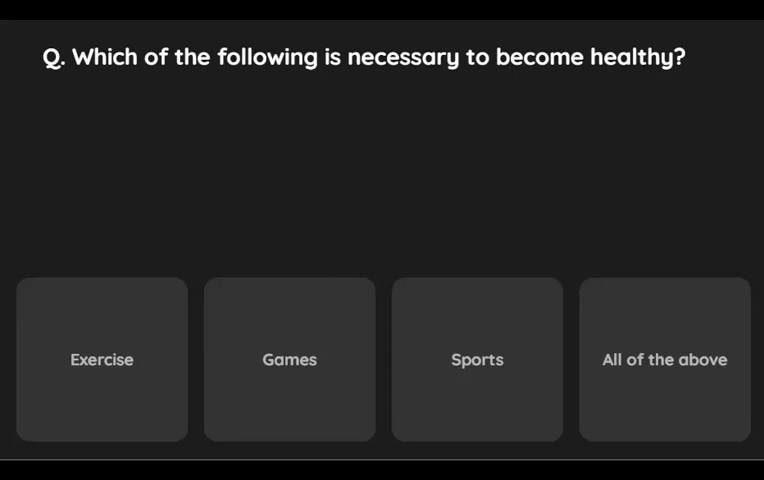 Q. Which of the following is necessary to become healthy?
Exercise
Games
Sports
All of the above